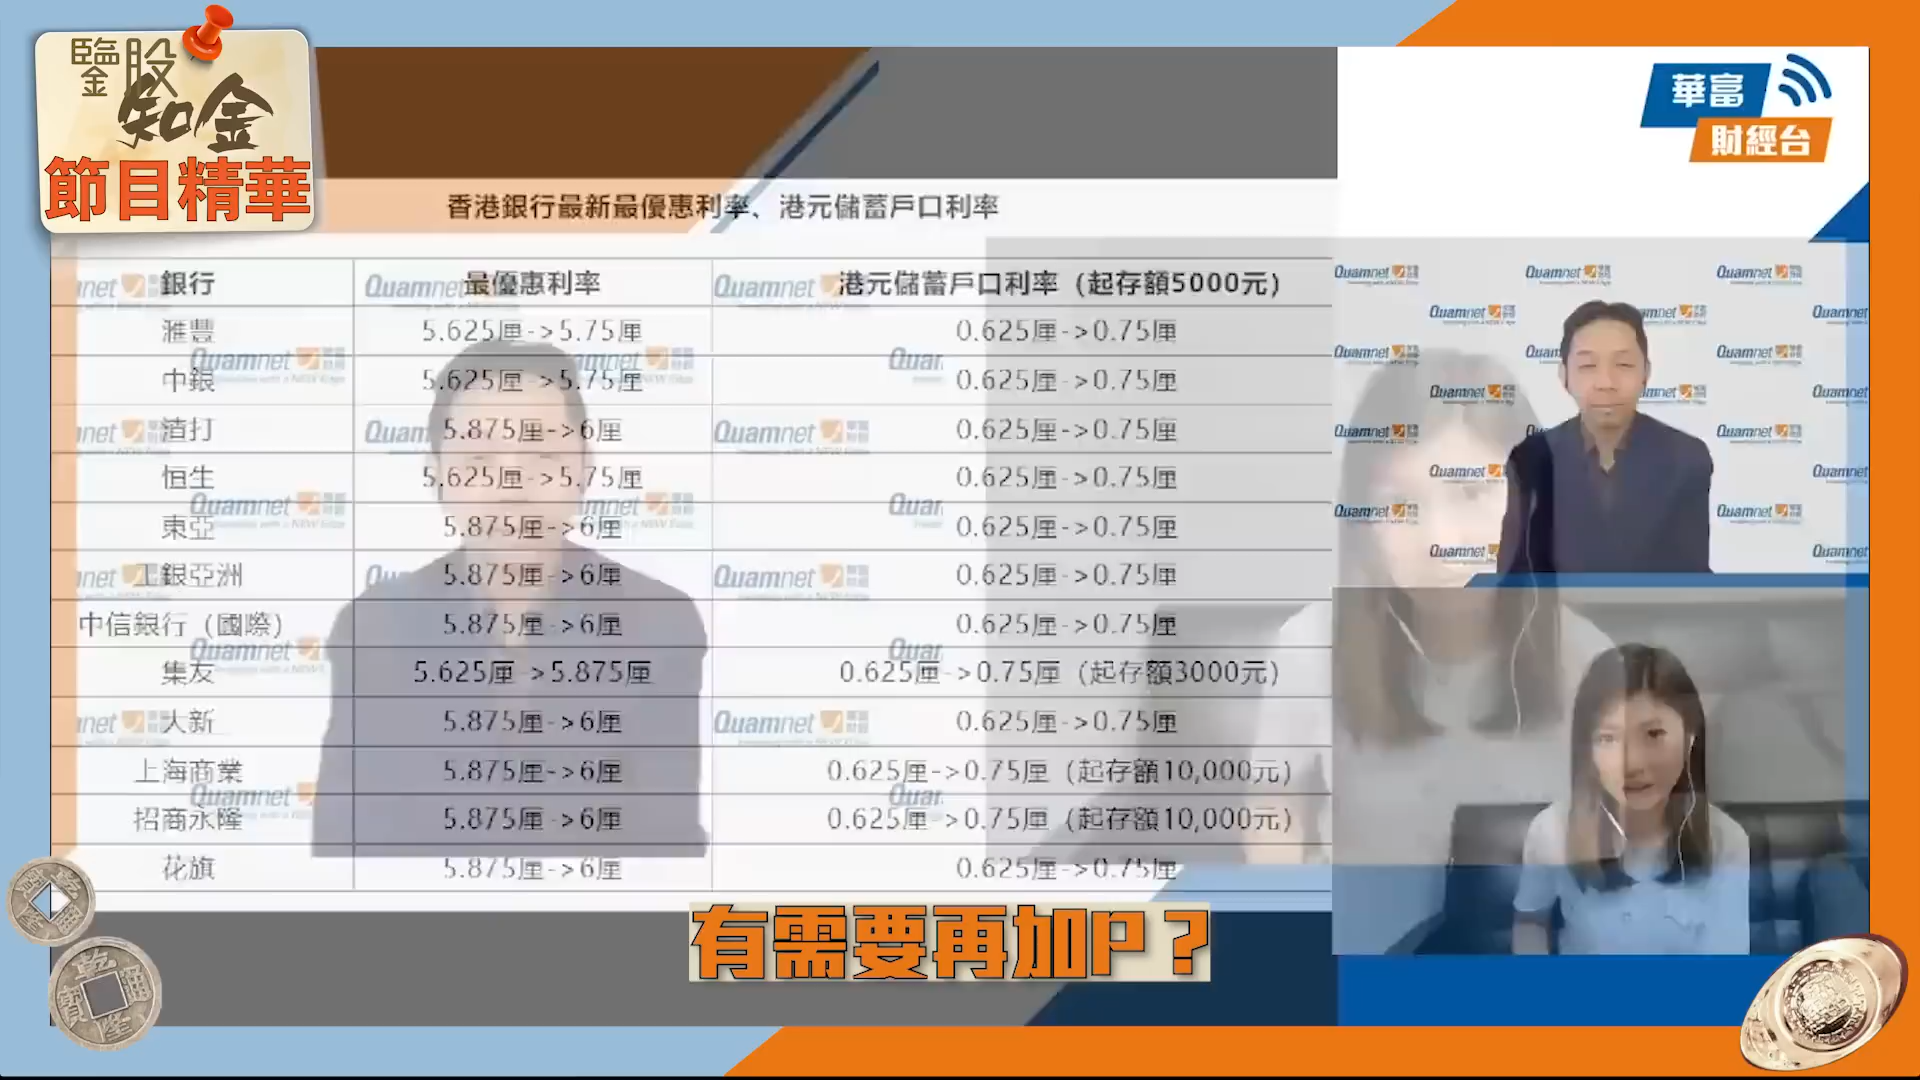 鑒股
知金
節目精華
華富
財經台
香港銀行最新最優惠利率、港元儲蓄戶口利率
銀行 最優惠利率 港元儲蓄戶口利率（起存額5000元）
滙豐 5.625厘->5.75厘 0.625厘->0.75厘
中銀 5.625厘->5.75厘 0.625厘->0.75厘
渣打 5.875厘->6厘 0.625厘->0.75厘
恒生 5.625厘->5.75厘 0.625厘->0.75厘
東亞 5.875厘->6厘 0.625厘->0.75厘
工銀亞洲 5.875厘->6厘 0.625厘->0.75厘
中信銀行（國際） 5.875厘->6厘 0.625厘->0.75厘
集友 5.625厘->5.875厘 0.625厘->0.75厘（起存額3000元）
大新 5.875厘->6厘 0.625厘->0.75厘
上海商業 5.875厘->6厘 0.625厘->0.75厘（起存額10,000元）
招商永隆 5.875厘->6厘 0.625厘->0.75厘（起存額10,000元）
花旗 5.875厘->6厘 0.625厘->0.75厘
Quamnet
有需要再加P？